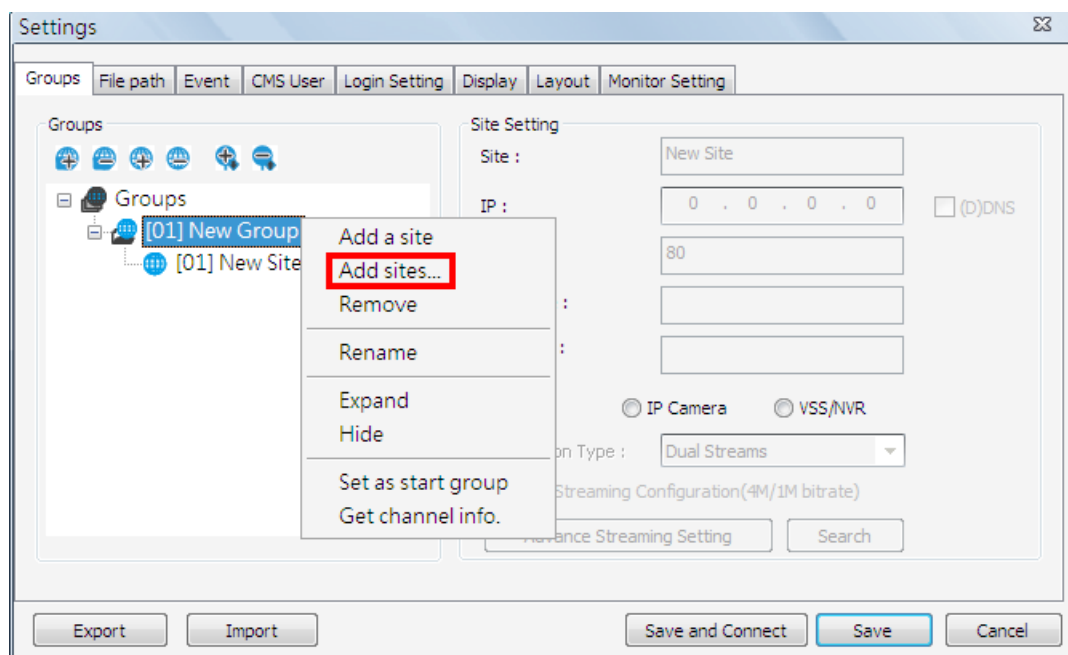 Settings
Groups File path Event CMS User Login Setting Display Layout Monitor Setting
Groups
Site Setting
Site :
New Site
Groups
IP :
0 . 0 . 0 . 0
(D)DNS
[01] New Group
[01] New Site
80
:
:
Add a site
Add sites...
Remove
Rename
Expand
Hide
Set as start group
Get channel info.
IP Camera
VSS/NVR
Type :
Dual Streams
Streaming Configuration(4M/1M bitrate)
Streaming Setting
Search
Export
Import
Save and Connect
Save
Cancel